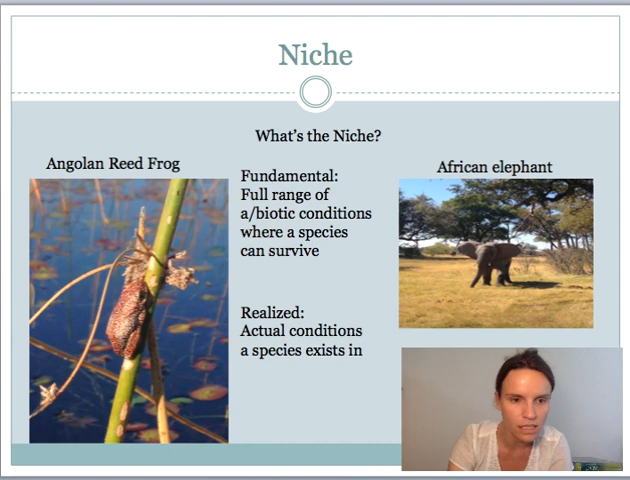 Niche
What's the Niche?
Angolan Reed Frog
Fundamental:
Full range of
a/biotic conditions
where a species
can survive
Realized:
Actual conditions
a species exists in
African elephant